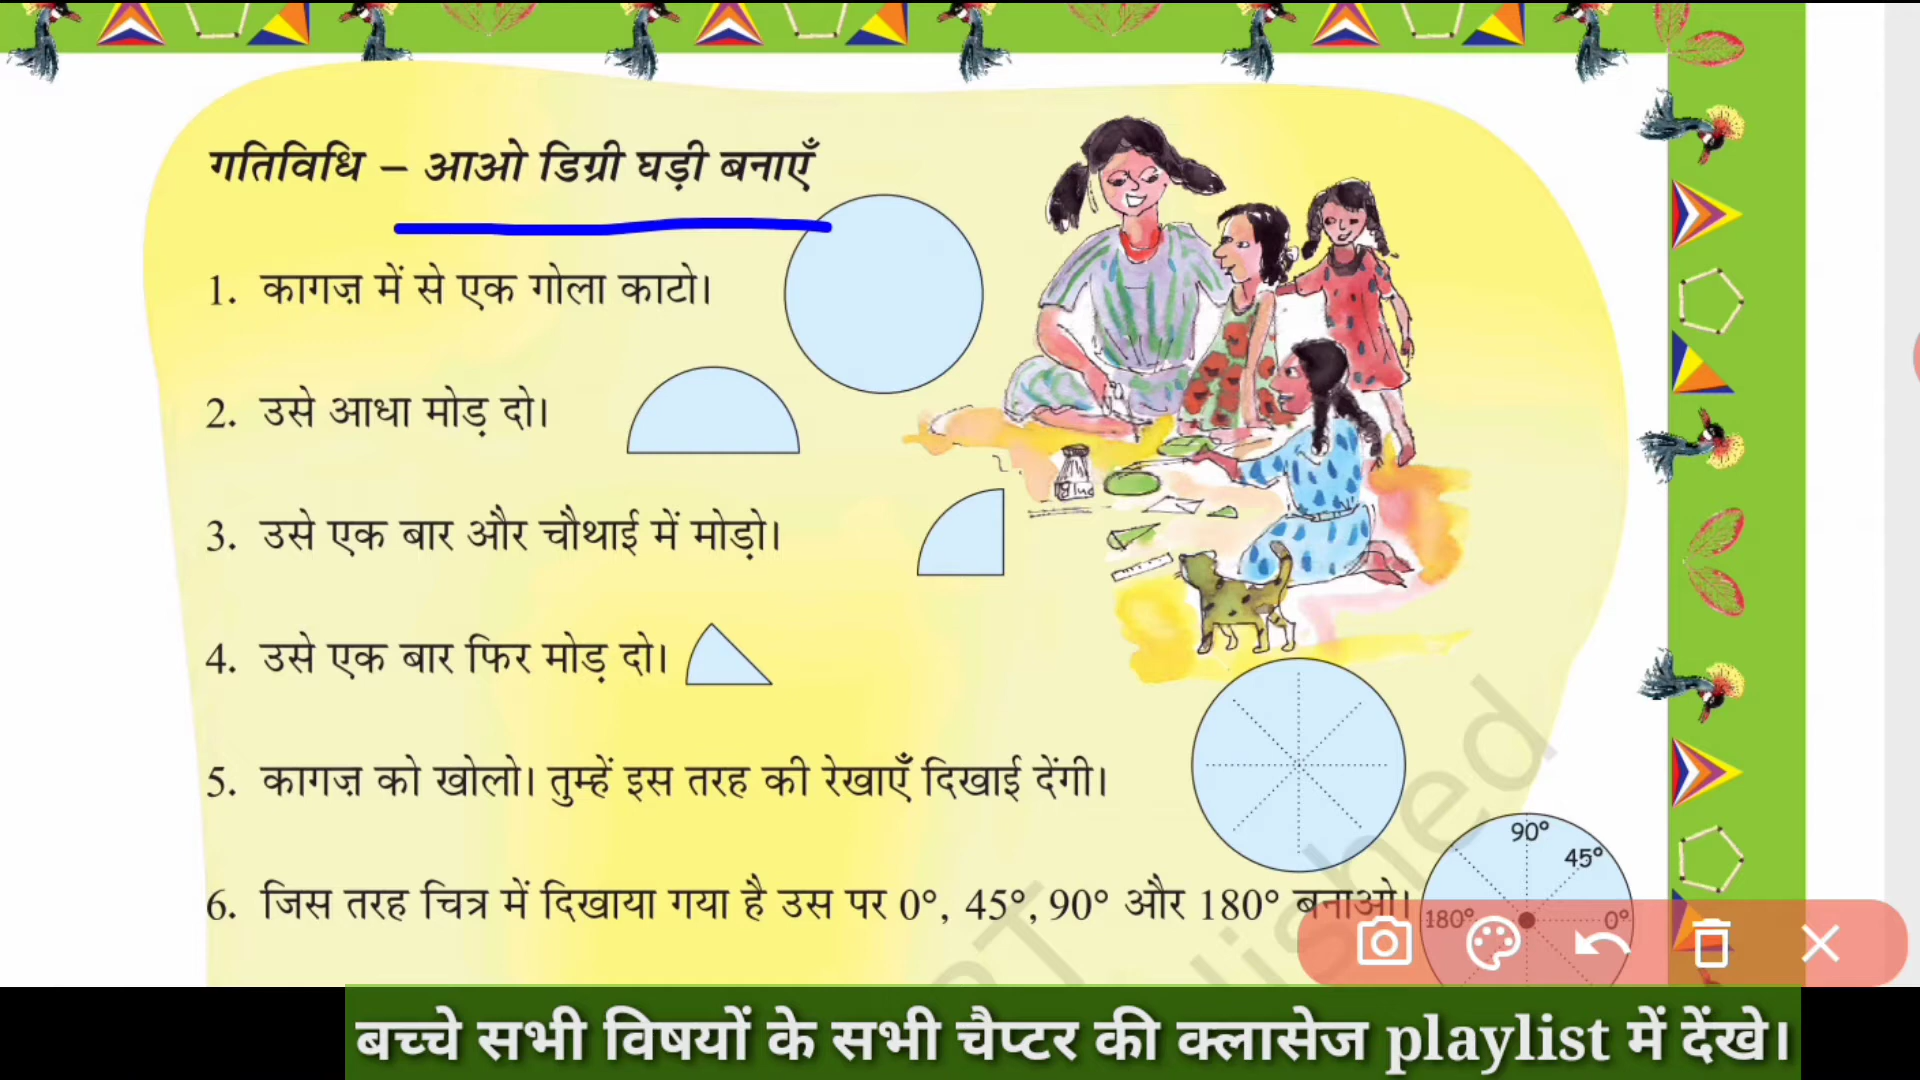 गतिविधि – आओ डिग्री घड़ी बनाएँ
1. कागज़ में से एक गोला काटो।
2. उसे आधा मोड़ दो।
3. उसे एक बार और चौथाई में मोड़ो।
Glue
4. उसे एक बार फिर मोड़ दो।
5. कागज़ को खोलो। तुम्हें इस तरह की रेखाएँ दिखाई देंगी।
90°
45°
6. जिस तरह चित्र में दिखाया गया है उस पर 0°, 45°, 90° और 180° बनाओ।
180°
0°
बच्चे सभी विषयों के सभी चैप्टर की क्लासेज playlist में देंखे।